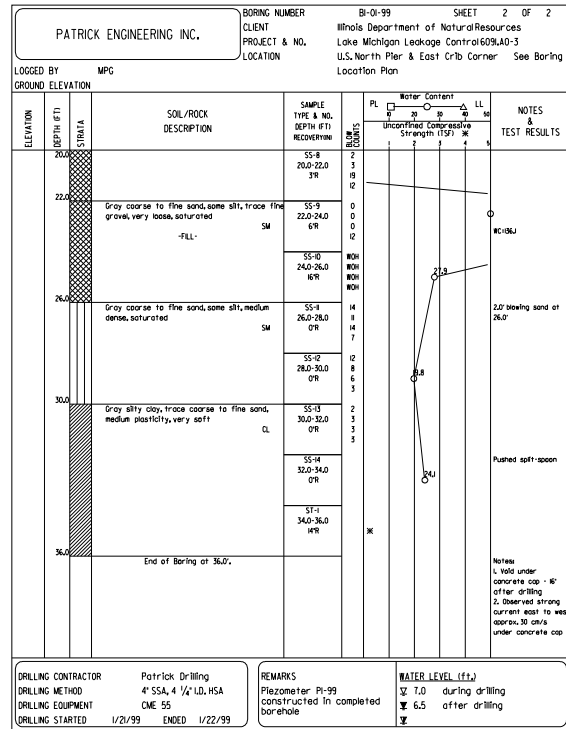 PATRICK ENGINEERING INC.
BORING NUMBER BI-01-99 SHEET 2 OF 2
CLIENT Illinois Department of Natural Resources
PROJECT & NO. Lake Michigan Leakage Control 609I.A0-3
LOCATION U.S. North Pier & East Crib Corner See Boring
Location Plan
LOGGED BY MPG
GROUND ELEVATION
ELEVATION
DEPTH (FT)
STRATA
SOIL/ROCK
DESCRIPTION
SAMPLE
TYPE & NO.
DEPTH (FT)
RECOVERY(IN)
BLOW
COUNTS
Water Content
PL LL
10 20 30 40 50
Unconfined Compressive
Strength (TSF) ※
1 2 3 4 5
NOTES
&
TEST RESULTS
20.0
SS-8
20.0-22.0
3"R
2
3
19
12
22.0
Gray coarse to fine sand, some silt, trace fine
gravel, very loose, saturated
SM
-FILL-
SS-9
22.0-24.0
6"R
0
0
0
12
WC=136.1
SS-10
24.0-26.0
16"R
WOH
WOH
WOH
WOH
27.9
26.0
Gray coarse to fine sand, some silt, medium
dense, saturated
SM
SS-11
26.0-28.0
0"R
14
11
14
7
2.0' blowing sand at
26.0'
SS-12
28.0-30.0
0"R
12
8
6
3
19.8
30.0
Gray silty clay, trace coarse to fine sand,
medium plasticity, very soft
CL
SS-13
30.0-32.0
0"R
2
3
3
3
SS-14
32.0-34.0
0"R
24.1
Pushed split-spoon
ST-1
34.0-36.0
14"R
※
36.0
End of Boring at 36.0'.
Notes:
1. Void under
concrete cap - 16'
after drilling
2. Observed strong
current east to wes
approx. 30 cm/s
under concrete cap
DRILLING CONTRACTOR Patrick Drilling
DRILLING METHOD 4" SSA, 4 1/4" I.D. HSA
DRILLING EQUIPMENT CME 55
DRILLING STARTED 1/21/99 ENDED 1/22/99
REMARKS
Piezometer P1-99
constructed in completed
borehole
WATER LEVEL (ft.)
7.0 during drilling
6.5 after drilling